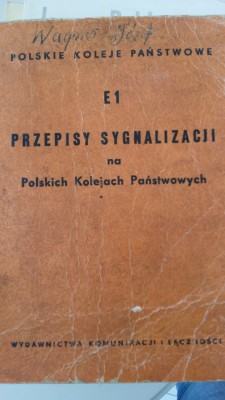 Wagner Józef
POLSKIE KOLEJE PAŃSTWOWE
E1
PRZEPISY SYGNALIZACJI
na
Polskich Kolejach Państwowych
WYDAWNICTWA KOMUNIKACJI I ŁĄCZNOŚCI